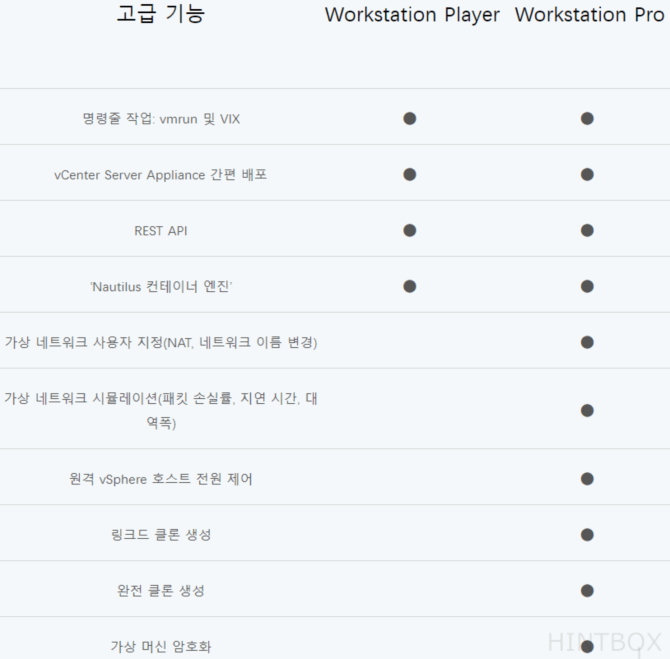 고급 기능 Workstation Player Workstation Pro
명령줄 작업: vmrun 및 VIX ● ●
vCenter Server Appliance 간편 배포 ● ●
REST API ● ●
'Nautilus 컨테이너 엔진' ● ●
가상 네트워크 사용자 지정(NAT, 네트워크 이름 변경) ●
가상 네트워크 시뮬레이션(패킷 손실률, 지연 시간, 대
역폭) ●
원격 vSphere 호스트 전원 제어 ●
링크드 클론 생성 ●
완전 클론 생성 ●
가상 머신 암호화 ●
HINTBOX